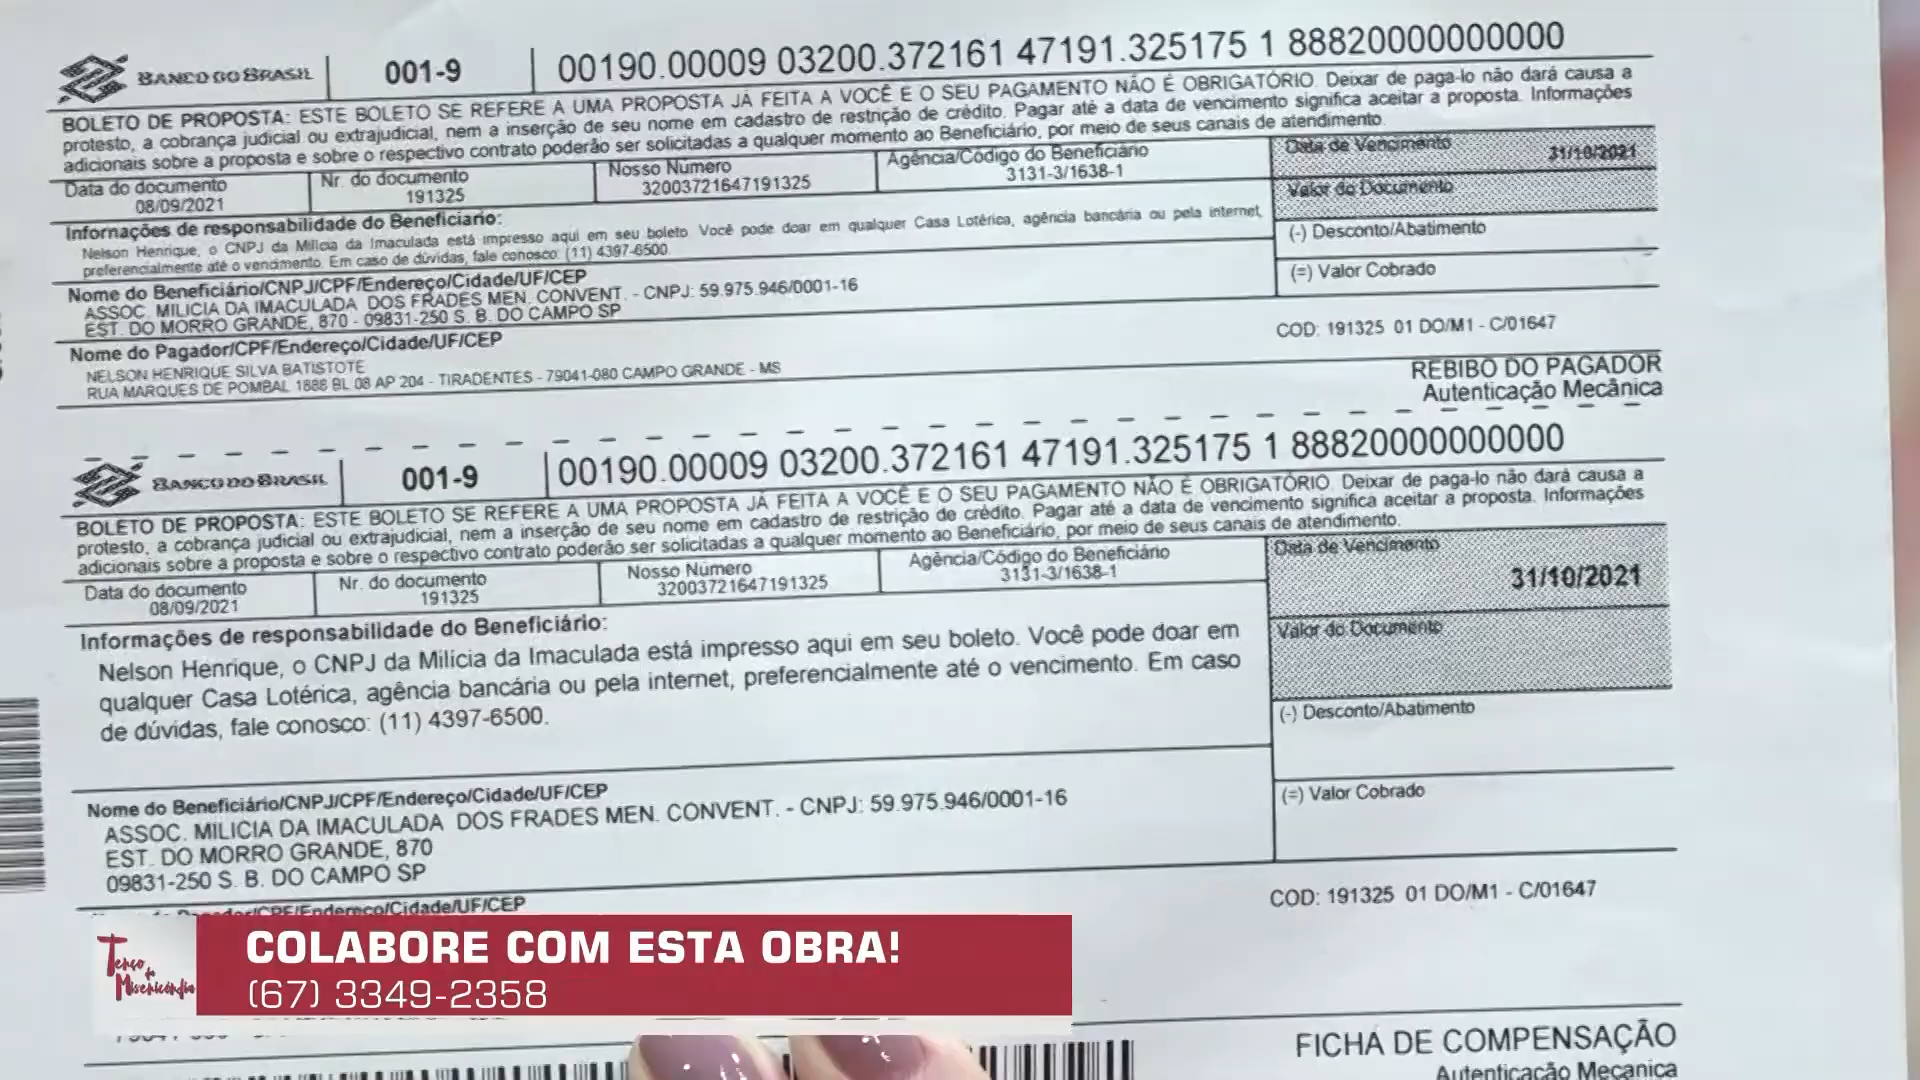 BANCO DO BRASIL 001-9 00190.00009 03200.372161 47191.325175 1 88820000000000
BOLETO DE PROPOSTA: ESTE BOLETO SE REFERE A UMA PROPOSTA JÁ FEITA A VOCÊ E O SEU PAGAMENTO NÃO É OBRIGATÓRIO. Deixar de paga-lo não dará causa a
protesto, a cobrança judicial ou extrajudicial, nem a inserção de seu nome em cadastro de restrição de crédito. Pagar até a data de vencimento significa aceitar a proposta. Informações
adicionais sobre a proposta e sobre o respectivo contrato poderão ser solicitadas a qualquer momento ao Beneficiário, por meio de seus canais de atendimento.
Data do documento Nr. do documento Nosso Número Agência/Código do Beneficiário Data de Vencimento
08/09/2021 191325 32003721647191325 3131-3/1638-1 31/10/2021
Valor do Documento
Informações de responsabilidade do Beneficiario:
Nelson Henrique, o CNPJ da Milícia da Imaculada está impresso aqui em seu boleto. Você pode doar em qualquer Casa Lotérica, agência bancária ou pela internet,
preferencialmente até o vencimento. Em caso de dúvidas, fale conosco: (11) 4397-6500.
(-) Desconto/Abatimento
(=) Valor Cobrado
Nome do Beneficiário/CNPJ/CPF/Endereço/Cidade/UF/CEP
ASSOC. MILICIA DA IMACULADA DOS FRADES MEN. CONVENT. - CNPJ: 59.975.946/0001-16
EST. DO MORRO GRANDE, 870 - 09831-250 S. B. DO CAMPO SP
COD: 191325 01 DO/M1 - C/01647
Nome do Pagador/CPF/Endereço/Cidade/UF/CEP
NELSON HENRIQUE SILVA BATISTOTE
RUA MARQUES DE POMBAL 1888 BL 08 AP 204 - TIRADENTES - 79041-080 CAMPO GRANDE - MS
REBIBO DO PAGADOR
Autenticação Mecânica
BANCO DO BRASIL 001-9 00190.00009 03200.372161 47191.325175 1 88820000000000
BOLETO DE PROPOSTA: ESTE BOLETO SE REFERE A UMA PROPOSTA JÁ FEITA A VOCÊ E O SEU PAGAMENTO NÃO É OBRIGATÓRIO. Deixar de paga-lo não dará causa a
protesto, a cobrança judicial ou extrajudicial, nem a inserção de seu nome em cadastro de restrição de crédito. Pagar até a data de vencimento significa aceitar a proposta. Informações
adicionais sobre a proposta e sobre o respectivo contrato poderão ser solicitadas a qualquer momento ao Beneficiário, por meio de seus canais de atendimento.
Data do documento Nr. do documento Nosso Número Agência/Código do Beneficiário Data de Vencimento
08/09/2021 191325 32003721647191325 3131-3/1638-1 31/10/2021
Informações de responsabilidade do Beneficiário:
Valor do Documento
Nelson Henrique, o CNPJ da Milícia da Imaculada está impresso aqui em seu boleto. Você pode doar em
qualquer Casa Lotérica, agência bancária ou pela internet, preferencialmente até o vencimento. Em caso
de dúvidas, fale conosco: (11) 4397-6500.
(-) Desconto/Abatimento
(=) Valor Cobrado
Nome do Beneficiário/CNPJ/CPF/Endereço/Cidade/UF/CEP
ASSOC. MILICIA DA IMACULADA DOS FRADES MEN. CONVENT. - CNPJ: 59.975.946/0001-16
EST. DO MORRO GRANDE, 870
09831-250 S. B. DO CAMPO SP
COD: 191325 01 DO/M1 - C/01647
Pagador/CPF/Endereço/Cidade/UF/CEP
Terço da Misericórdia
COLABORE COM ESTA OBRA!
(67) 3349-2358
FICHA DE COMPENSAÇÃO
Autenticação Mecanica